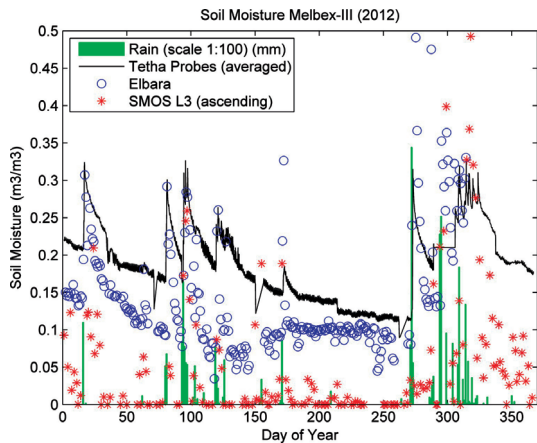 Soil Moisture Melbex-III (2012)
Rain (scale 1:100) (mm)
Tetha Probes (averaged)
Elbara
SMOS L3 (ascending)
Soil Moisture (m3/m3)
0.5
0.45
0.4
0.35
0.3
0.25
0.2
0.15
0.1
0.05
0
0 50 100 150 200 250 300 350
Day of Year